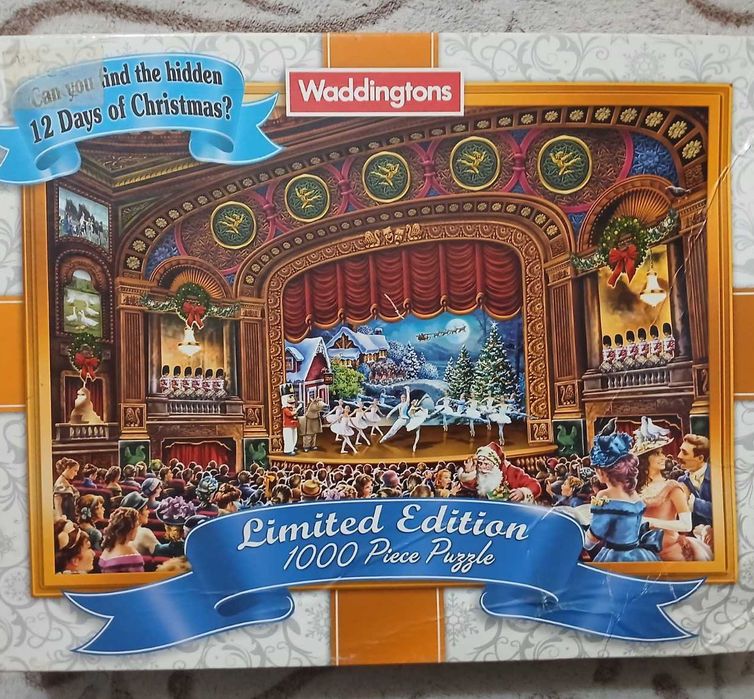 Can you find the hidden
12 Days of Christmas?
Waddingtons
Limited Edition
1000 Piece Puzzle